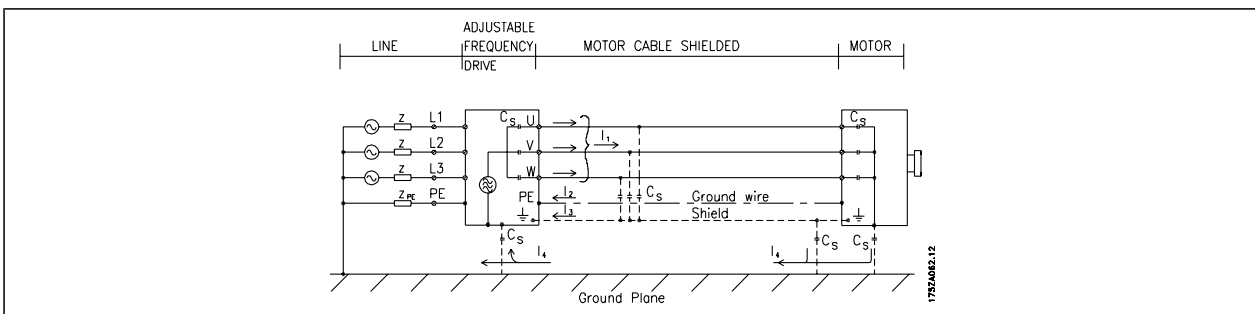 ADJUSTABLE
LINE FREQUENCY MOTOR CABLE SHIELDED MOTOR
DRIVE
Z L1 CS U CS
I1
Z L2 V
Z L3 W
ZPE PE PE I2 CS Ground wire
I3 Shield
CS I4 I4 CS CS
Ground Plane
175ZA062.12